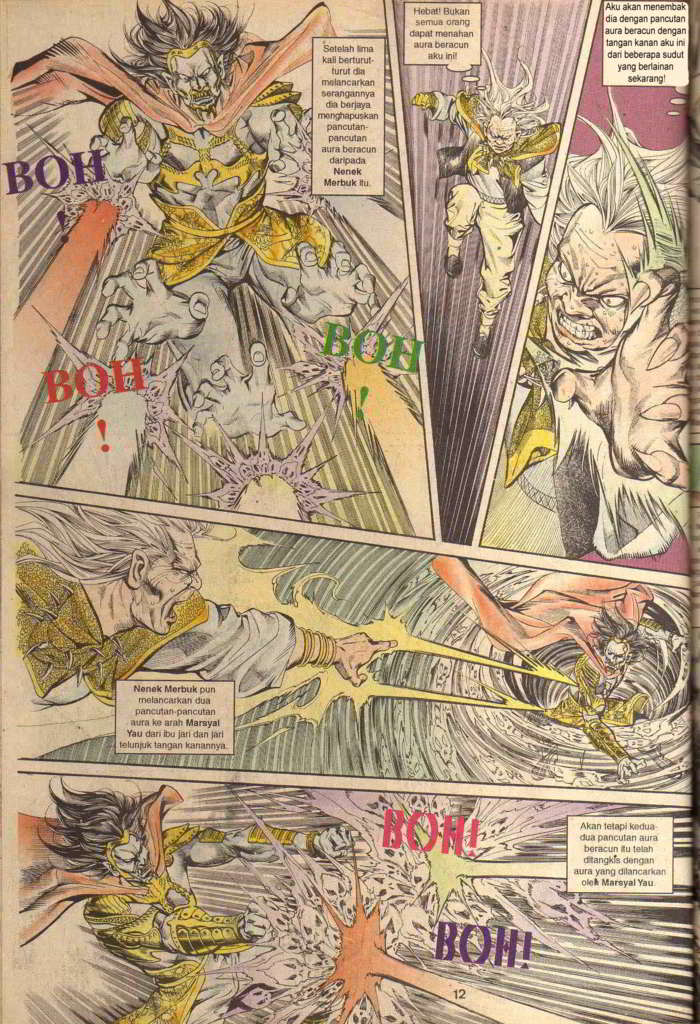 Setelah lima
kali berturut-
turut dia
melancarkan
serangannya
dia berjaya
menghapuskan
pancutan-
pancutan
aura beracun
daripada
Nenek
Merbuk itu.
BOH
!
BOH
!
BOH
!
Hebat! Bukan
semua orang
dapat menahan
aura beracun
aku ini!
Aku akan menembak
dia dengan pancutan
aura beracun dengan
tangan kanan aku ini
dari beberapa sudut
yang berlainan
sekarang!
Nenek Merbuk pun
melancarkan dua
pancutan-pancutan
aura ke arah Marsyal
Yau dari ibu jari dan jari
telunjuk tangan kanannya.
BOH!
BOH!
Akan tetapi kedua-
dua pancutan aura
beracun itu telah
ditangkis dengan
aura yang dilancarkan
oleh Marsyal Yau.
12